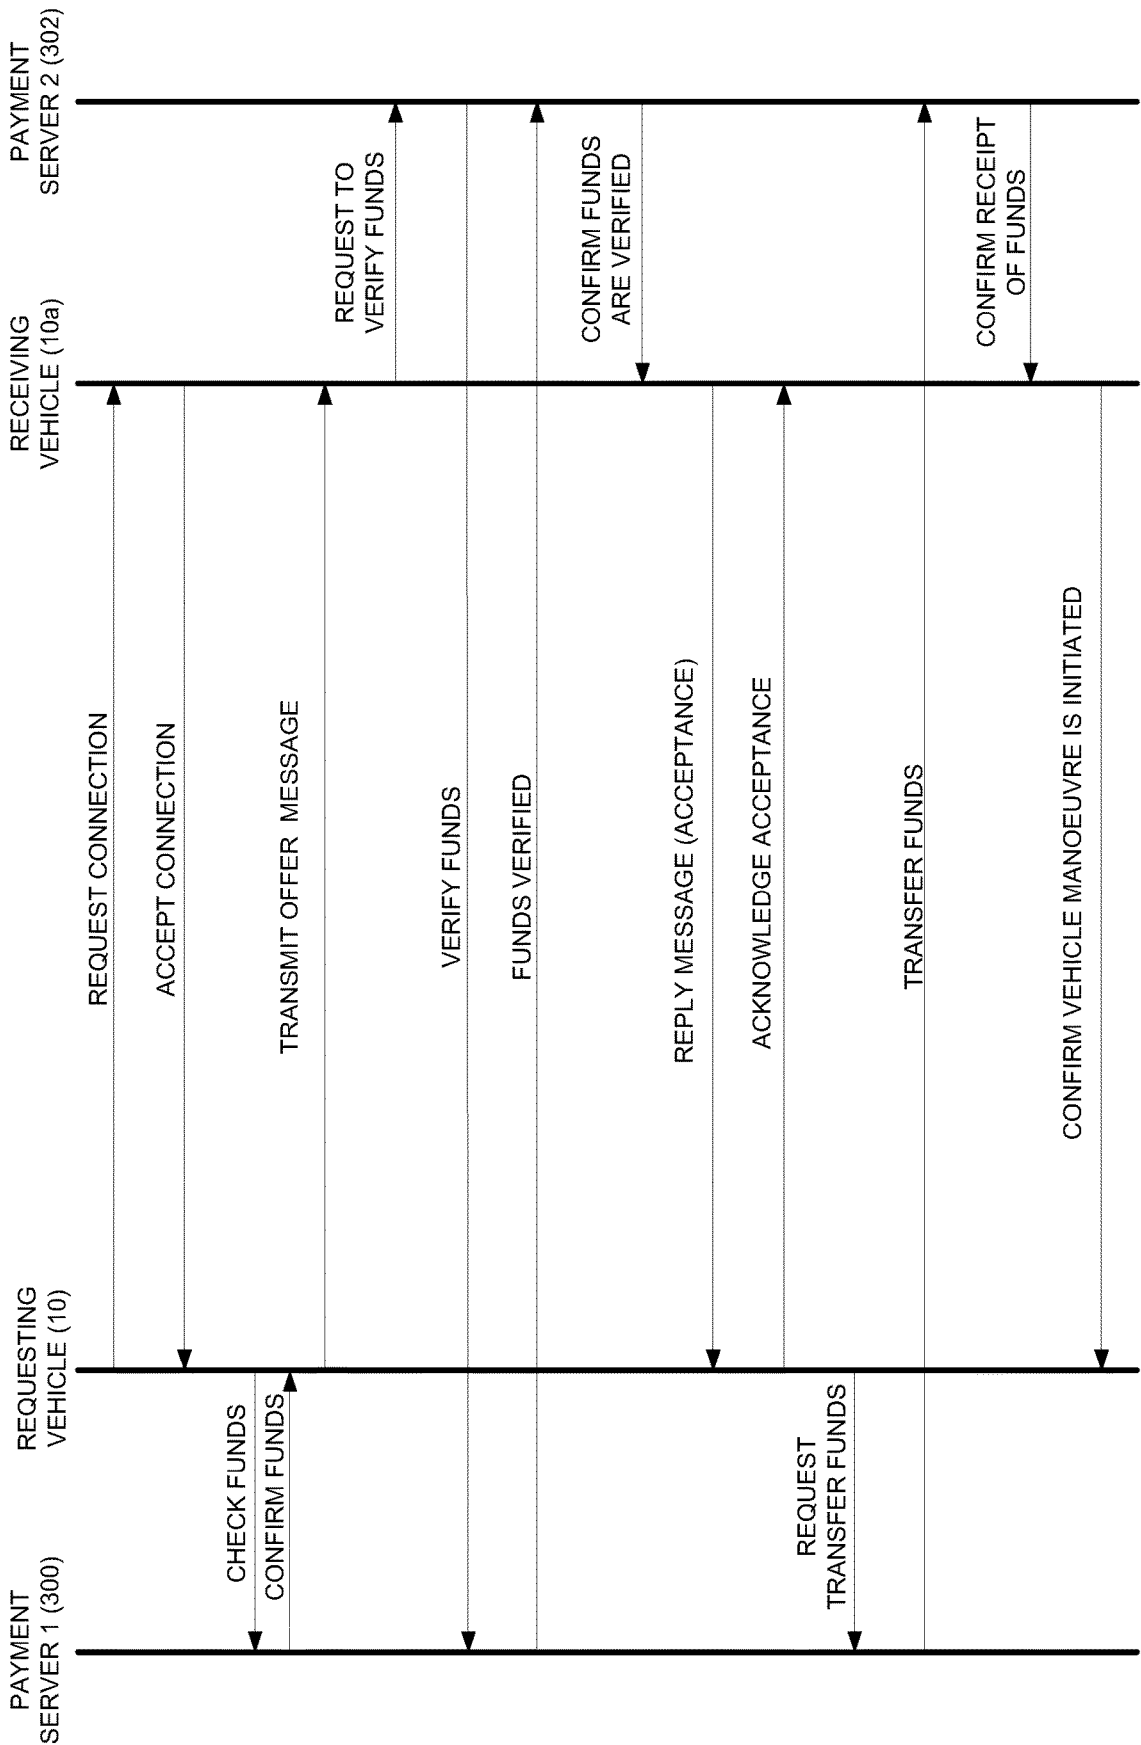 PAYMENT
SERVER 1 (300)
REQUESTING
VEHICLE (10)
RECEIVING
VEHICLE (10a)
PAYMENT
SERVER 2 (302)
REQUEST CONNECTION
ACCEPT CONNECTION
CHECK FUNDS
CONFIRM FUNDS
TRANSMIT OFFER MESSAGE
REQUEST TO
VERIFY FUNDS
VERIFY FUNDS
FUNDS VERIFIED
CONFIRM FUNDS
ARE VERIFIED
REPLY MESSAGE (ACCEPTANCE)
ACKNOWLEDGE ACCEPTANCE
REQUEST
TRANSFER FUNDS
TRANSFER FUNDS
CONFIRM RECEIPT
OF FUNDS
CONFIRM VEHICLE MANOEUVRE IS INITIATED